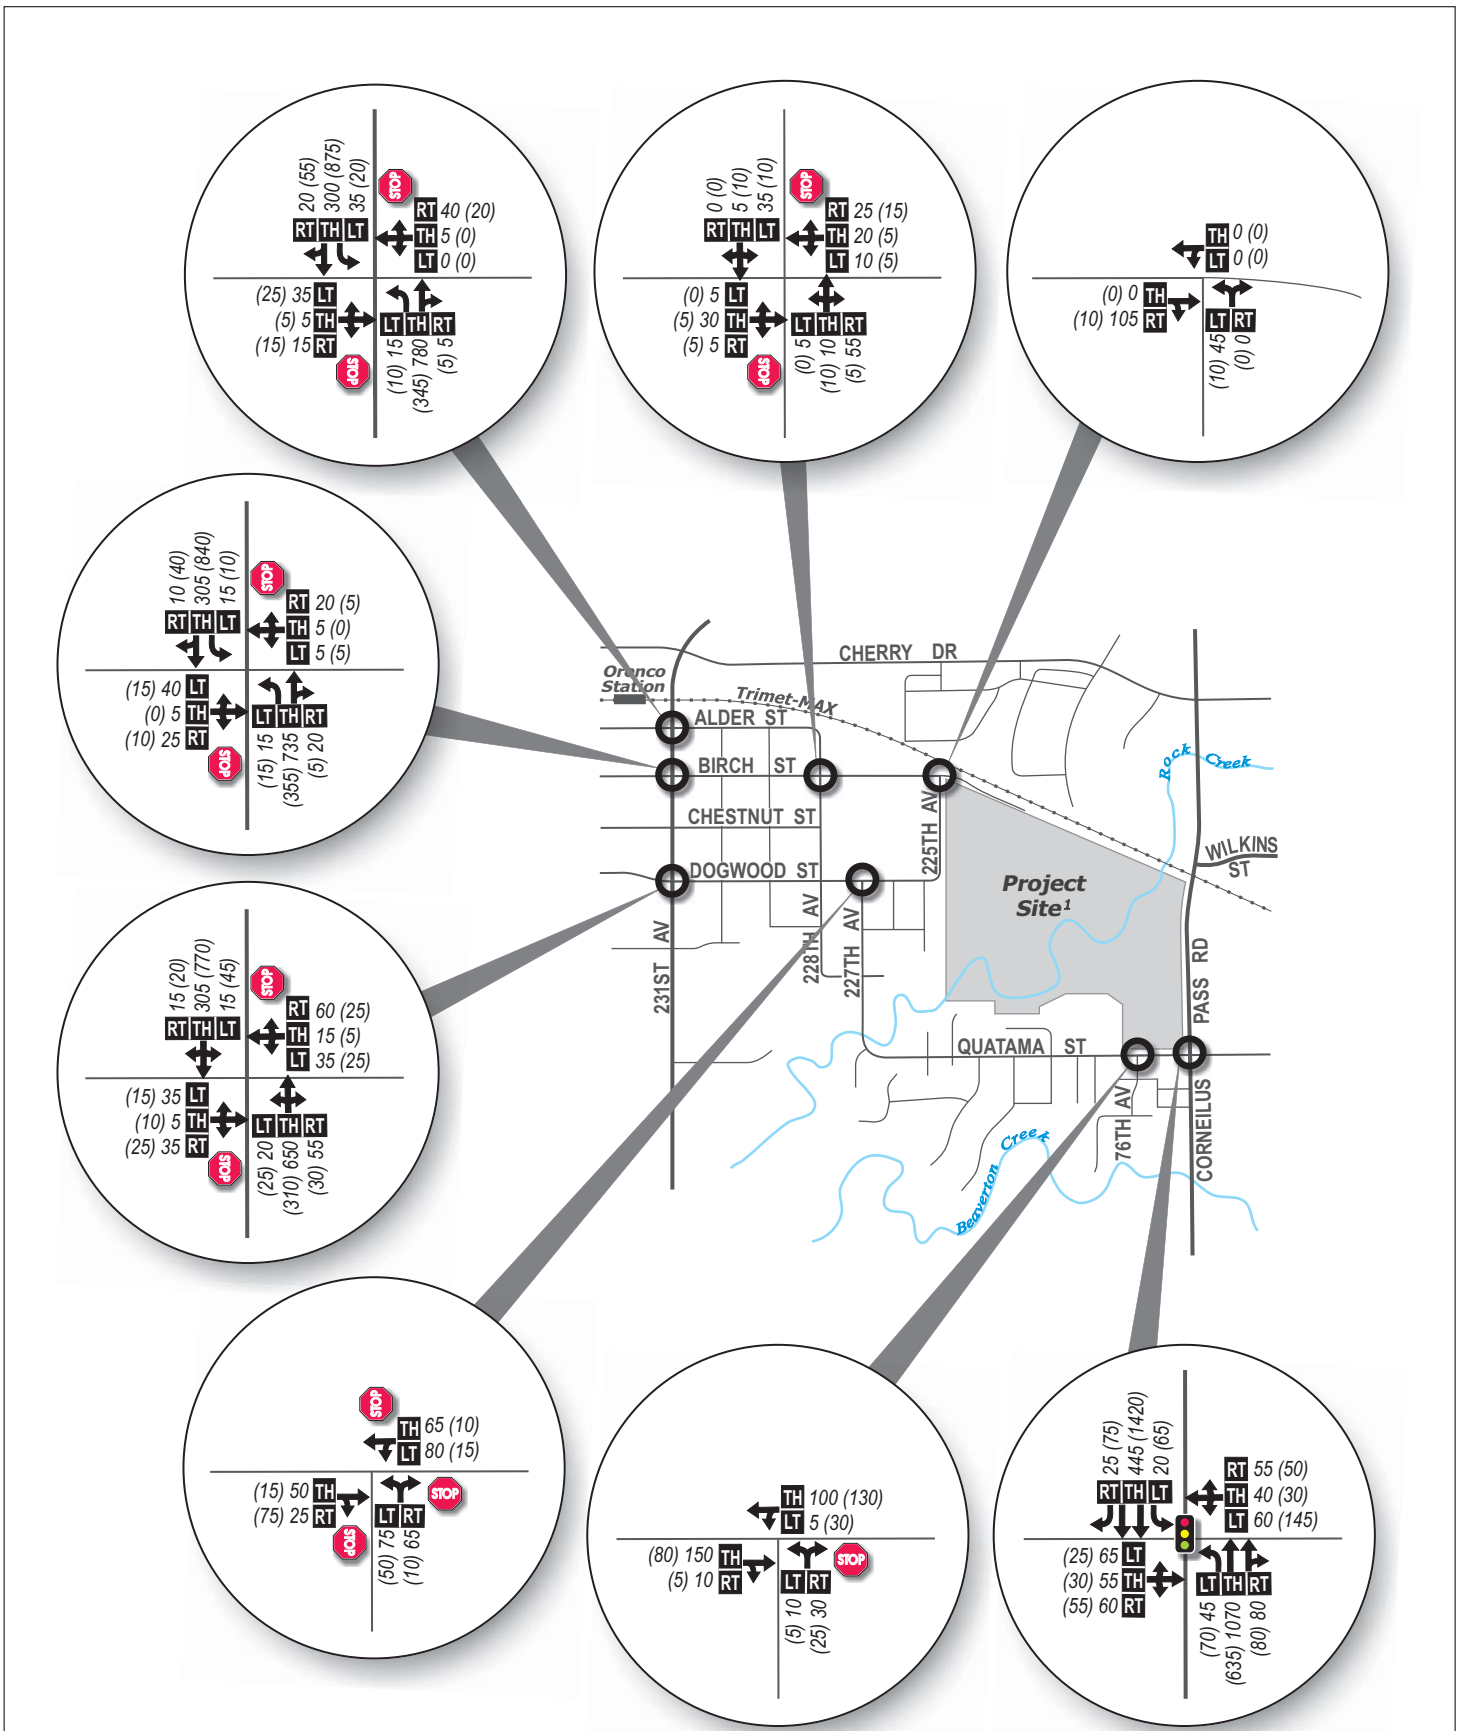 20 (55)
300 (875)
35 (20)
STOP
RT TH LT
RT 40 (20)
TH 5 (0)
LT 0 (0)
(25) 35 LT
(5) 5 TH
(15) 15 RT
STOP
LT TH RT
(10) 15
(345) 780
(5) 5
0 (0)
5 (10)
35 (10)
STOP
RT TH LT
RT 25 (15)
TH 20 (5)
LT 10 (5)
(0) 5 LT
(5) 30 TH
(5) 5 RT
STOP
LT TH RT
(0) 5
(10) 10
(5) 55
TH 0 (0)
LT 0 (0)
(0) 0 TH
(10) 105 RT
LT RT
(10) 45
(0) 0
10 (40)
305 (840)
15 (10)
STOP
RT TH LT
RT 20 (5)
TH 5 (0)
LT 5 (5)
(15) 40 LT
(0) 5 TH
(10) 25 RT
STOP
LT TH RT
(15) 15
(355) 735
(5) 20
15 (20)
305 (770)
15 (45)
STOP
RT TH LT
RT 60 (25)
TH 15 (5)
LT 35 (25)
(15) 35 LT
(10) 5 TH
(25) 35 RT
STOP
LT TH RT
(25) 20
(310) 650
(30) 55
CHERRY DR
Orenco
Station
Trimet-MAX
ALDER ST
BIRCH ST
CHESTNUT ST
DOGWOOD ST
231ST AV
228TH AV
227TH AV
225TH AV
Project
Site1
Rock Creek
WILKINS
ST
QUATAMA ST
76TH AV
CORNEILUS PASS RD
Beaverton Creek
STOP
TH 65 (10)
LT 80 (15)
(15) 50 TH
(75) 25 RT
STOP
LT RT
STOP
(50) 75
(10) 65
TH 100 (130)
LT 5 (30)
(80) 150 TH
(5) 10 RT
LT RT
STOP
(5) 10
(25) 30
25 (75)
445 (1420)
20 (65)
RT TH LT
RT 55 (50)
TH 40 (30)
LT 60 (145)
(25) 65 LT
(30) 55 TH
(55) 60 RT
LT TH RT
(70) 45
(635) 1070
(80) 80